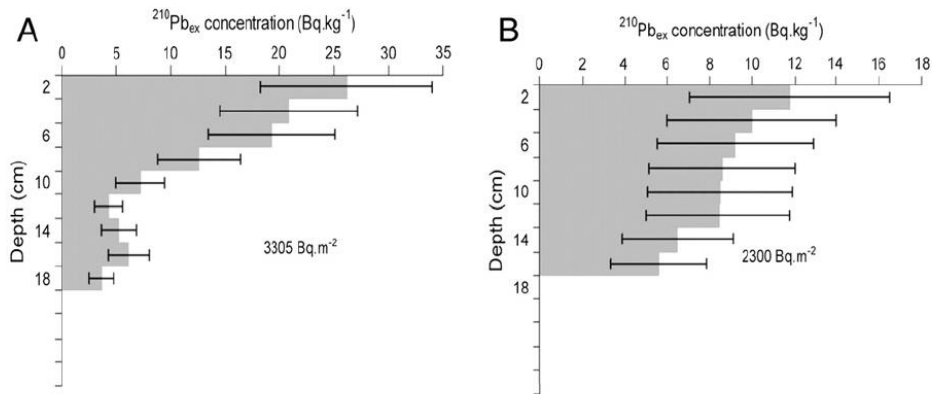 A
²¹⁰Pbₑₓ concentration (Bq.kg⁻¹)
0 5 10 15 20 25 30 35
2
6
10
14
18
Depth (cm)
3305 Bq.m⁻²
B
²¹⁰Pbₑₓ concentration (Bq.kg⁻¹)
0 2 4 6 8 10 12 14 16 18
2
6
10
14
18
Depth (cm)
2300 Bq.m⁻²